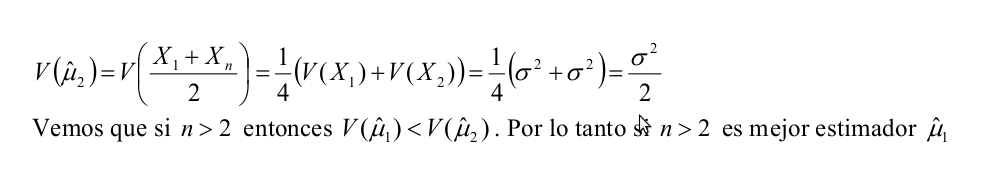 V(μ̂₂) = V((X₁ + Xₙ)/2) = 1/4 (V(X₁) + V(X₂)) = 1/4 (σ² + σ²) = σ²/2
Vemos que si n > 2 entonces V(μ̂₁) < V(μ̂₂). Por lo tanto si n > 2 es mejor estimador μ̂₁